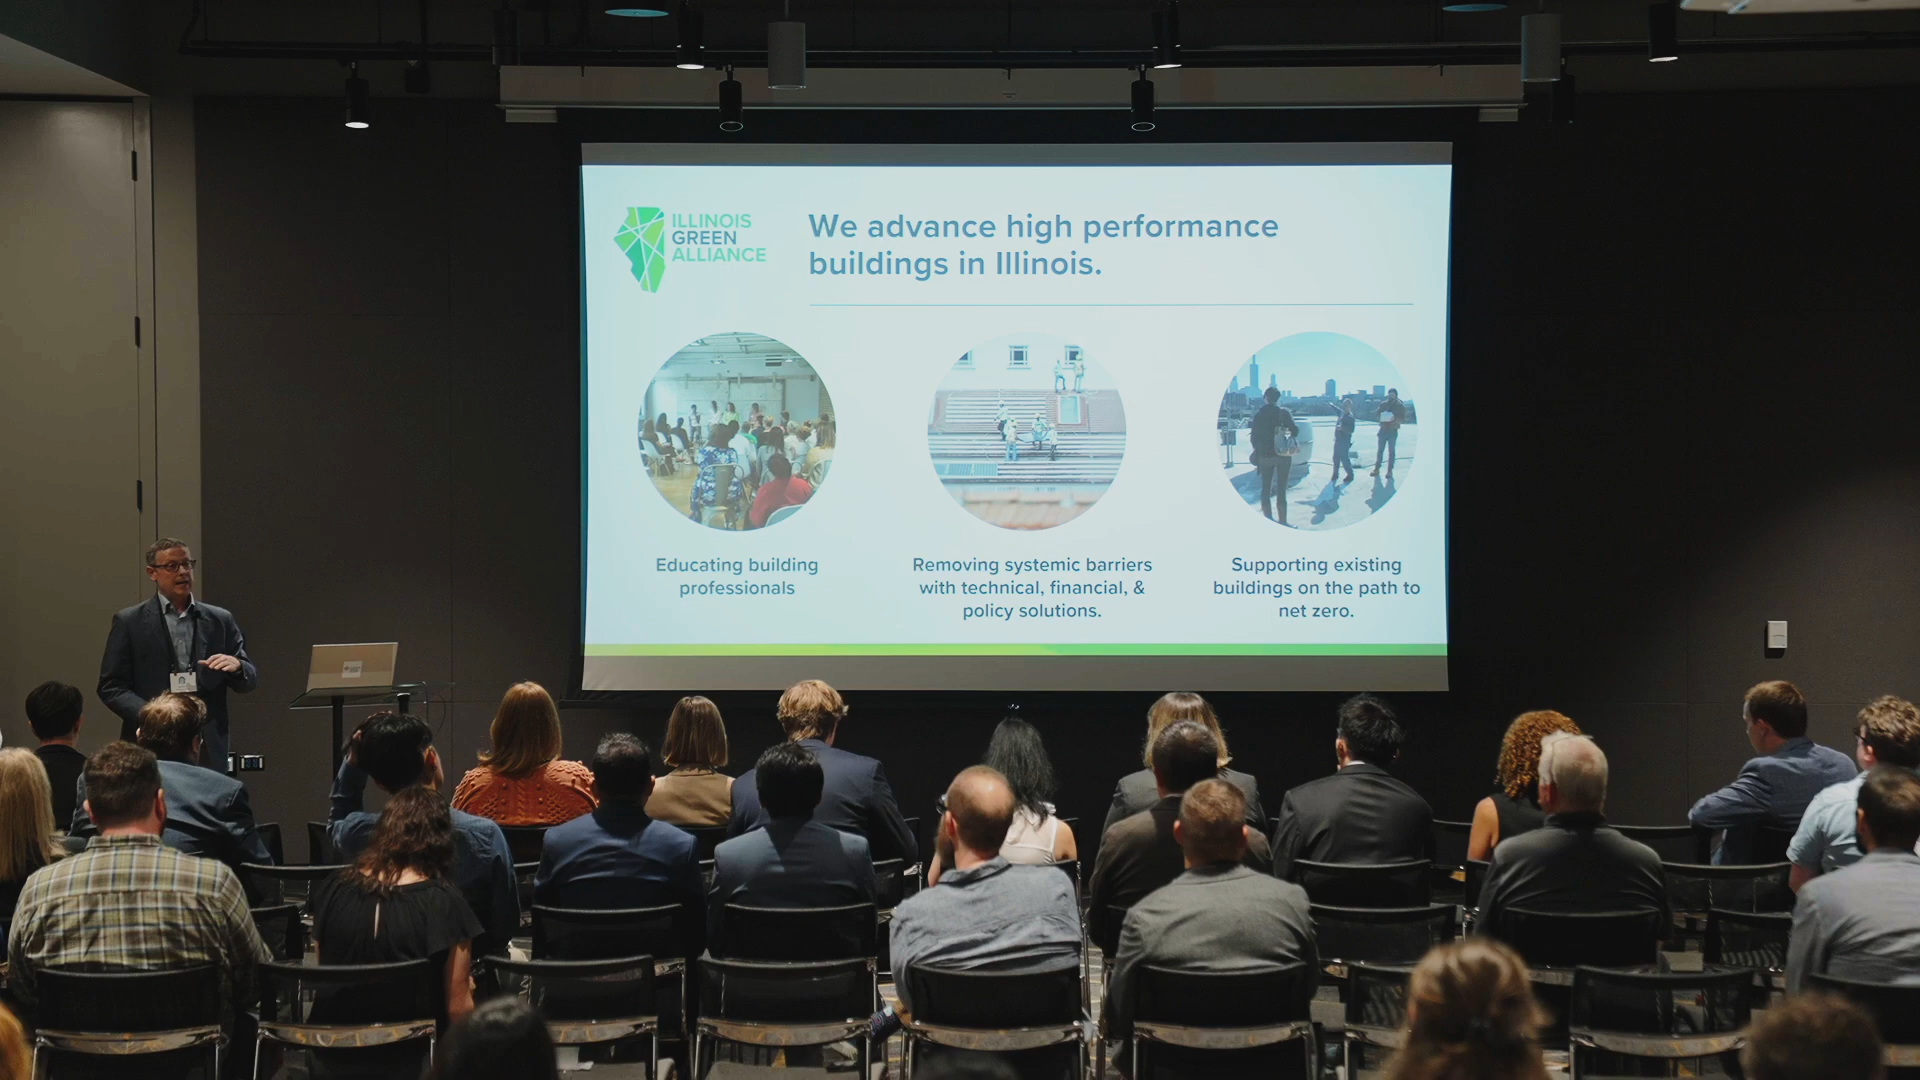 ILLINOIS
GREEN
ALLIANCE
We advance high performance
buildings in Illinois.
Educating building
professionals
Removing systemic barriers
with technical, financial, &
policy solutions.
Supporting existing
buildings on the path to
net zero.